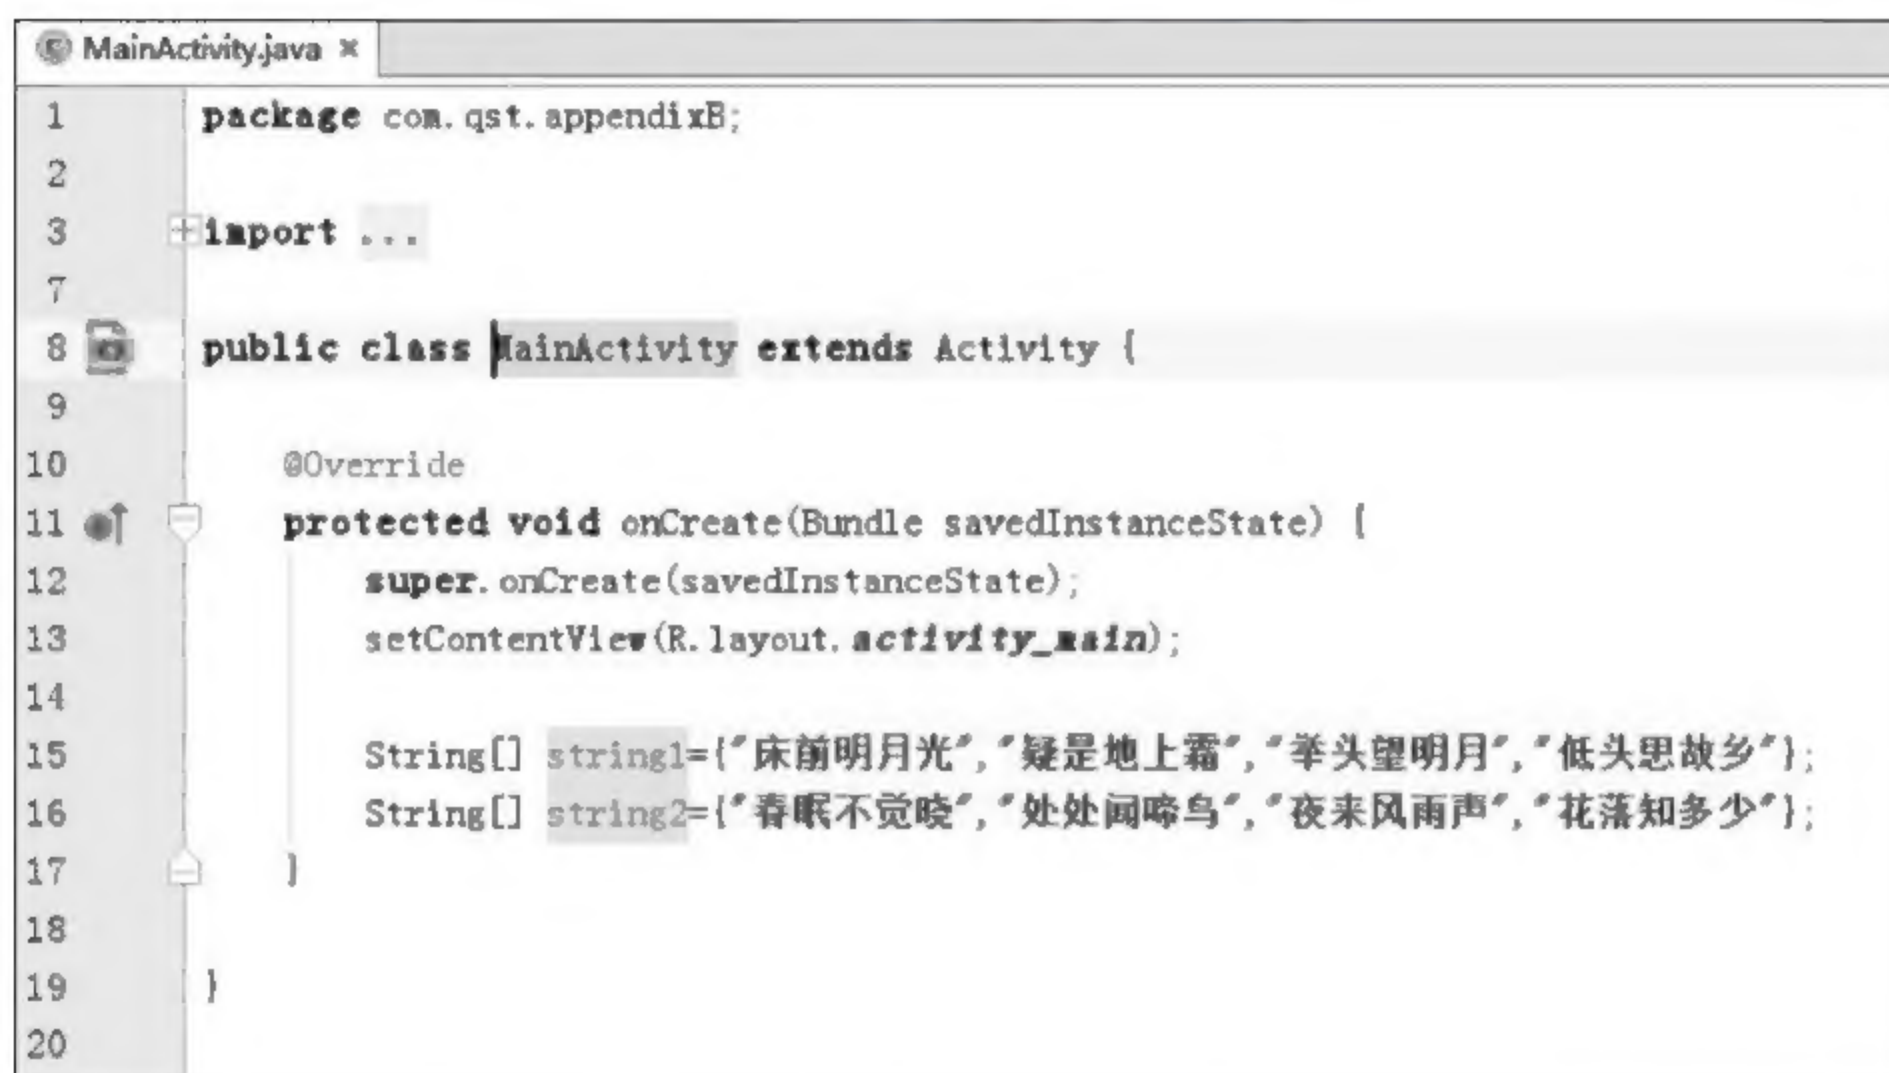 MainActivity.java
1 package com.qst.appendixB;
2
3 import ...
7
8 public class MainActivity extends Activity {
9
10 @Override
11 protected void onCreate(Bundle savedInstanceState) {
12 super.onCreate(savedInstanceState);
13 setContentView(R.layout.activity_main);
14
15 String[] string1={"床前明月光","疑是地上霜","举头望明月","低头思故乡"};
16 String[] string2={"春眠不觉晓","处处闻啼鸟","夜来风雨声","花落知多少"};
17 }
18
19 }
20